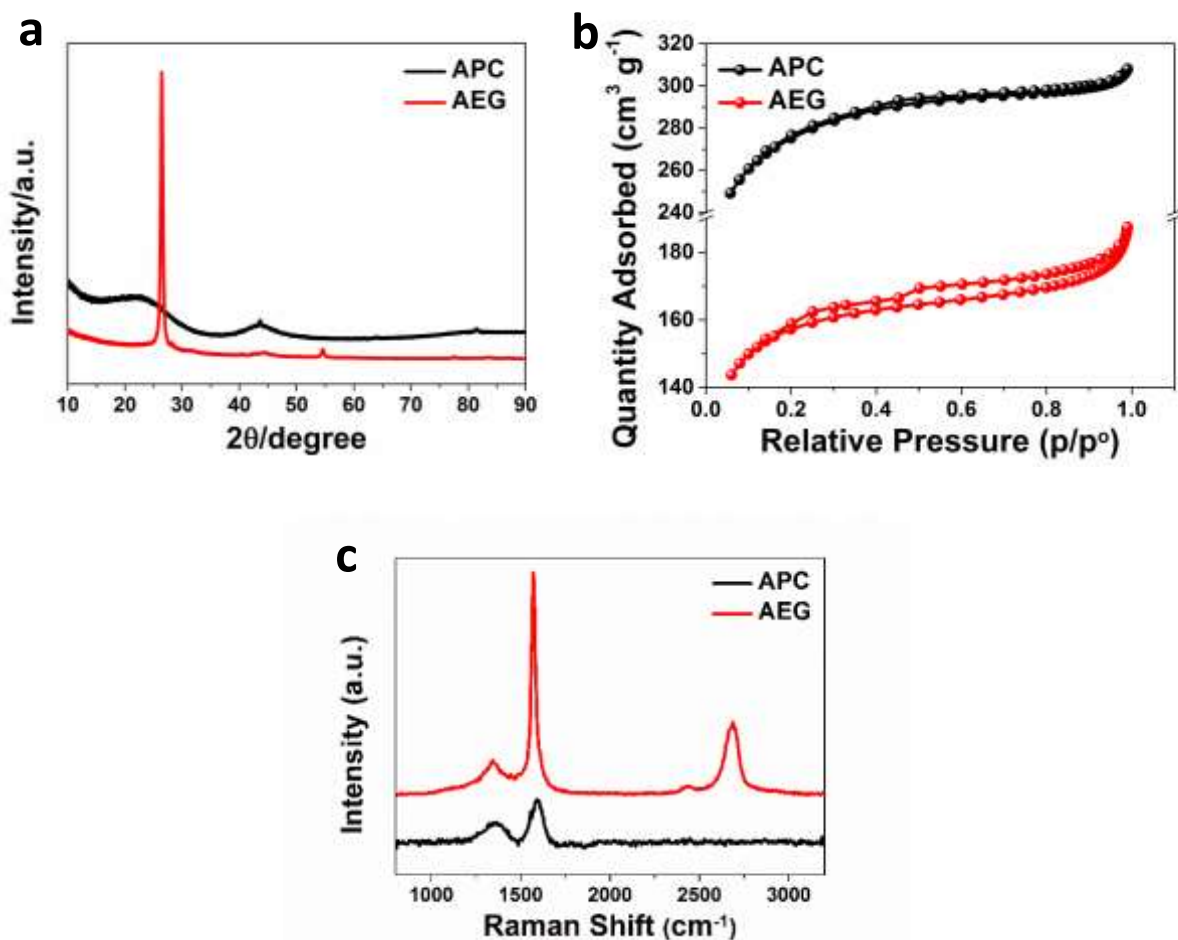 a
APC
AEG
Intensity/a.u.
10 20 30 40 50 60 70 80 90
2θ/degree
b
APC
AEG
Quantity Adsorbed (cm³ g⁻¹)
320
300
280
260
240
180
160
140
0.0 0.2 0.4 0.6 0.8 1.0
Relative Pressure (p/pº)
c
APC
AEG
Intensity (a.u.)
1000 1500 2000 2500 3000
Raman Shift (cm⁻¹)